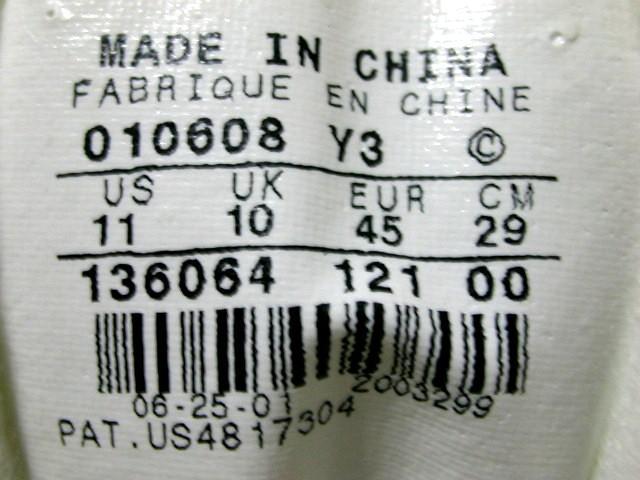 MADE IN CHINA
FABRIQUE EN CHINE
010608 Y3 ©
US UK EUR CM
11 10 45 29
136064 121 00
06-25-01 2003299
PAT.US4817304